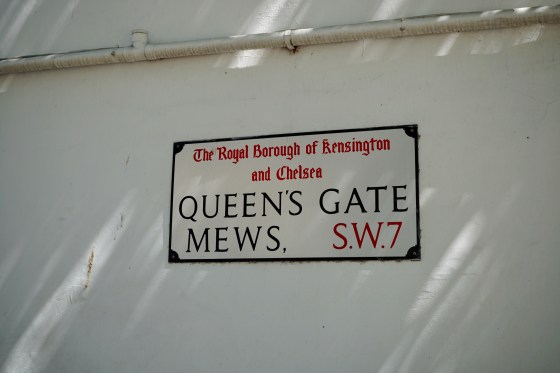 The Royal Borough of Kensington
and Chelsea
QUEEN'S GATE
MEWS, S.W.7